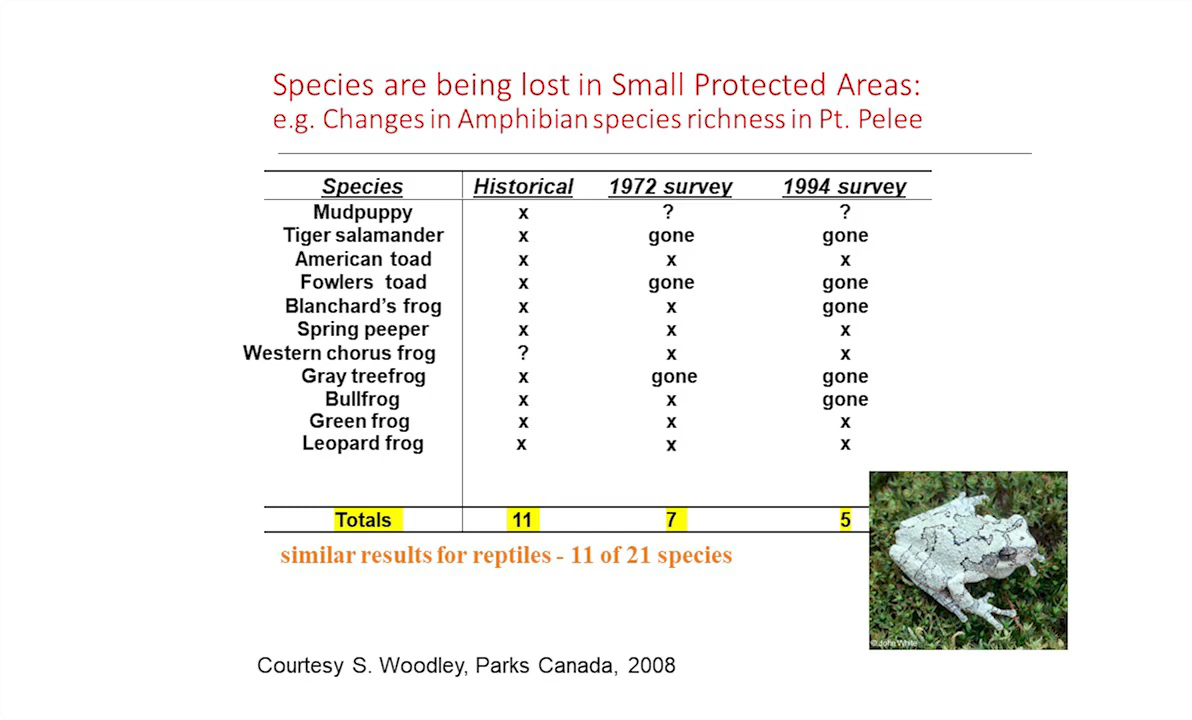 Species are being lost in Small Protected Areas:
e.g. Changes in Amphibian species richness in Pt. Pelee
Species Historical 1972 survey 1994 survey
Mudpuppy x ? ?
Tiger salamander x gone gone
American toad x x x
Fowlers toad x gone gone
Blanchard's frog x x gone
Spring peeper x x x
Western chorus frog ? x x
Gray treefrog x gone gone
Bullfrog x x gone
Green frog x x x
Leopard frog x x x
Totals 11 7 5
similar results for reptiles - 11 of 21 species
© John White
Courtesy S. Woodley, Parks Canada, 2008